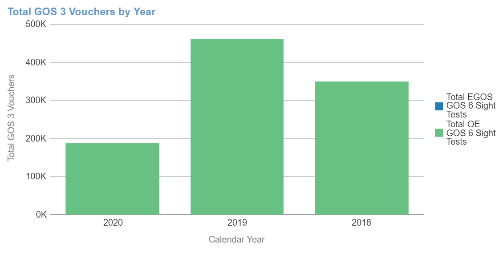 Total GOS 3 Vouchers by Year
500K
400K
300K
200K
100K
0K
Total GOS 3 Vouchers
2020
2019
2018
Calendar Year
Total EGOS
GOS 6 Sight
Tests
Total OE
GOS 6 Sight
Tests